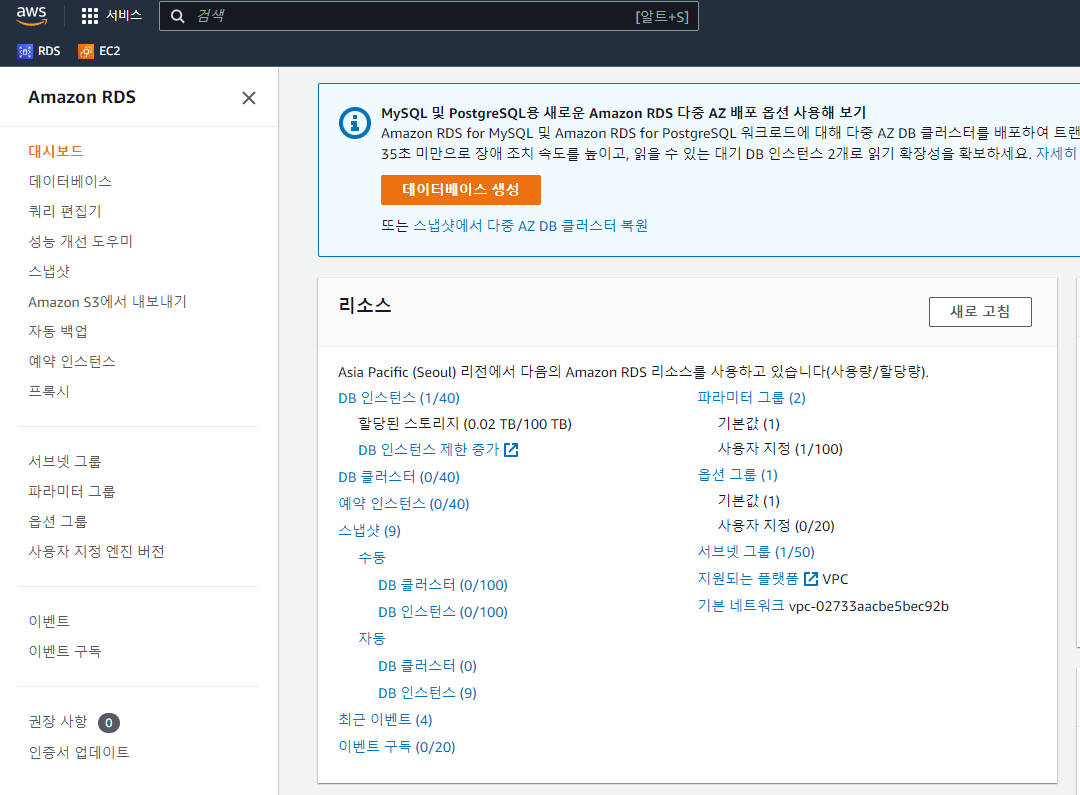 aws
서비스
검색
[알트+S]
RDS
EC2
Amazon RDS
대시보드
데이터베이스
쿼리 편집기
성능 개선 도우미
스냅샷
Amazon S3에서 내보내기
자동 백업
예약 인스턴스
프록시
서브넷 그룹
파라미터 그룹
옵션 그룹
사용자 지정 엔진 버전
이벤트
이벤트 구독
권장 사항 0
인증서 업데이트
MySQL 및 PostgreSQL용 새로운 Amazon RDS 다중 AZ 배포 옵션 사용해 보기
Amazon RDS for MySQL 및 Amazon RDS for PostgreSQL 워크로드에 대해 다중 AZ DB 클러스터를 배포하여 트랜
35초 미만으로 장애 조치 속도를 높이고, 읽을 수 있는 대기 DB 인스턴스 2개로 읽기 확장성을 확보하세요. 자세히
데이터베이스 생성
또는 스냅샷에서 다중 AZ DB 클러스터 복원
리소스
새로 고침
Asia Pacific (Seoul) 리전에서 다음의 Amazon RDS 리소스를 사용하고 있습니다(사용량/할당량).
DB 인스턴스 (1/40)
할당된 스토리지 (0.02 TB/100 TB)
DB 인스턴스 제한 증가
DB 클러스터 (0/40)
예약 인스턴스 (0/40)
스냅샷 (9)
수동
DB 클러스터 (0/100)
DB 인스턴스 (0/100)
자동
DB 클러스터 (0)
DB 인스턴스 (9)
최근 이벤트 (4)
이벤트 구독 (0/20)
파라미터 그룹 (2)
기본값 (1)
사용자 지정 (1/100)
옵션 그룹 (1)
기본값 (1)
사용자 지정 (0/20)
서브넷 그룹 (1/50)
지원되는 플랫폼 VPC
기본 네트워크 vpc-02733aacbe5bec92b